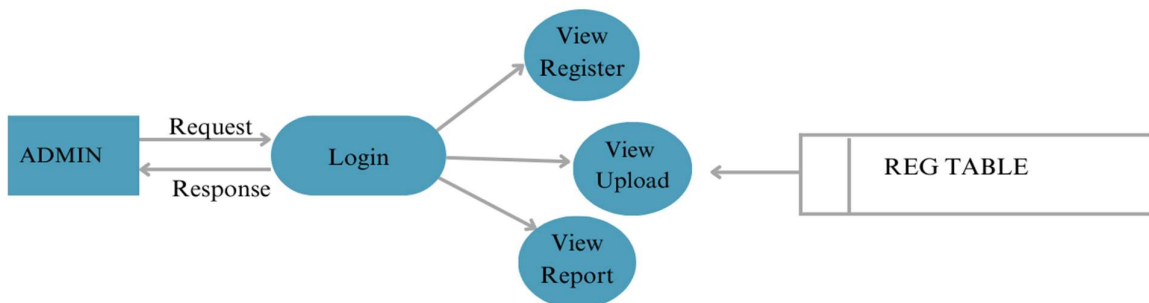 View
Register
Request
ADMIN
Login
Response
View
Upload
REG TABLE
View
Report